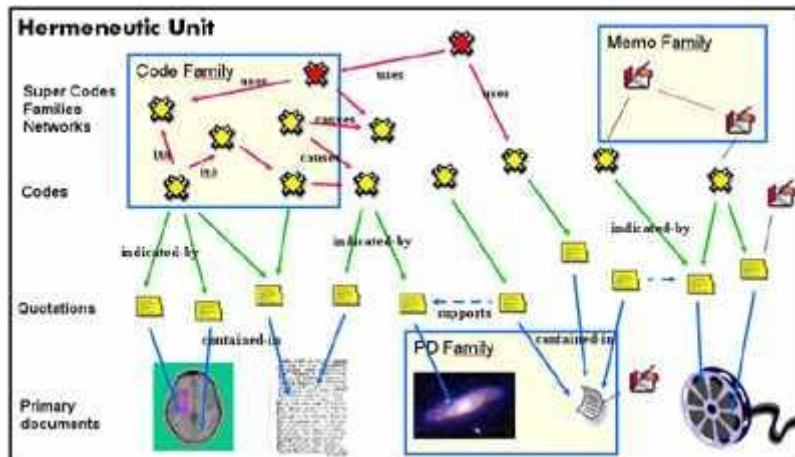 Hermeneutic Unit
Code Family
Memo Family
uses
uses
uses
Super Codes
Families
Networks
causes
isa
isa
causes
Codes
indicated-by
indicated-by
indicated-by
Quotations
supports
contained-in
contained-in
PD Family
Primary
documents